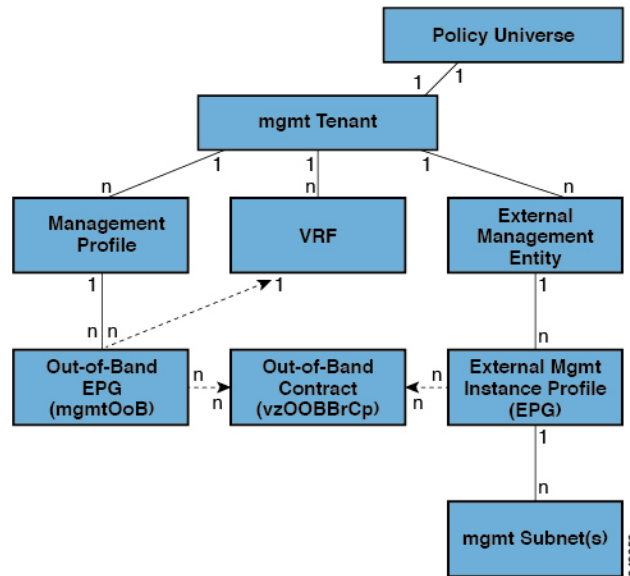 Policy Universe
1
1
mgmt Tenant
1
1
1
n
n
n
Management
Profile
VRF
External
Management
Entity
1
1
1
n
n
n
Out-of-Band
EPG
(mgmtOoB)
n
n
Out-of-Band
Contract
(vzOOBBrCp)
n
n
External Mgmt
Instance Profile
(EPG)
1
n
mgmt Subnet(s)